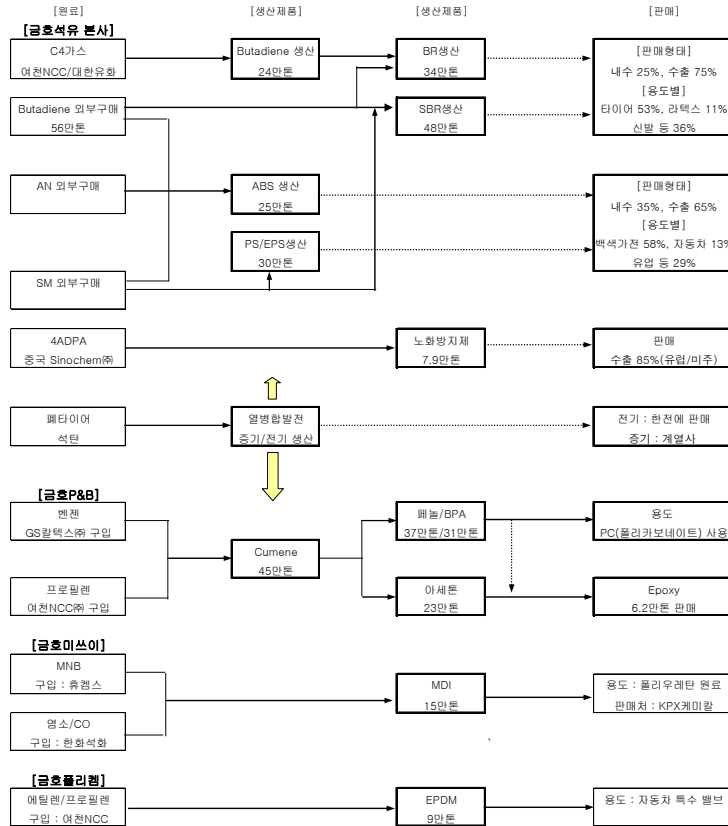 [원료] [생산제품] [생산제품] [판매]
[금호석유 본사]
C4가스
여천NCC/대한유화
Butadiene 생산
24만톤
BR생산
34만톤
[판매형태]
내수 25%, 수출 75%
[용도별]
타이어 53%, 라텍스 11%
신발 등 36%
Butadiene 외부구매
56만톤
SBR생산
48만톤
AN 외부구매
ABS 생산
25만톤
[판매형태]
내수 35%, 수출 65%
[용도별]
백색가전 58%, 자동차 13%
유업 등 29%
PS/EPS생산
30만톤
SM 외부구매
4ADPA
중국 Sinochem㈜
노화방지제
7.9만톤
판매
수출 85%(유럽/미주)
폐타이어
석탄
열병합발전
증기/전기 생산
전기 : 한전에 판매
증기 : 계열사
[금호P&B]
벤젠
GS칼텍스㈜ 구입
Cumene
45만톤
페놀/BPA
37만톤/31만톤
용도
PC(폴리카보네이트) 사용
프로필렌
여천NCC㈜ 구입
아세톤
23만톤
Epoxy
6.2만톤 판매
[금호미쓰이]
MNB
구입 : 휴켐스
MDI
15만톤
용도 : 폴리우레탄 원료
판매처 : KPX케미칼
염소/CO
구입 : 한화석화
[금호폴리켐]
에틸렌/프로필렌
구입 : 여천NCC
EPDM
9만톤
용도 : 자동차 특수 밸브